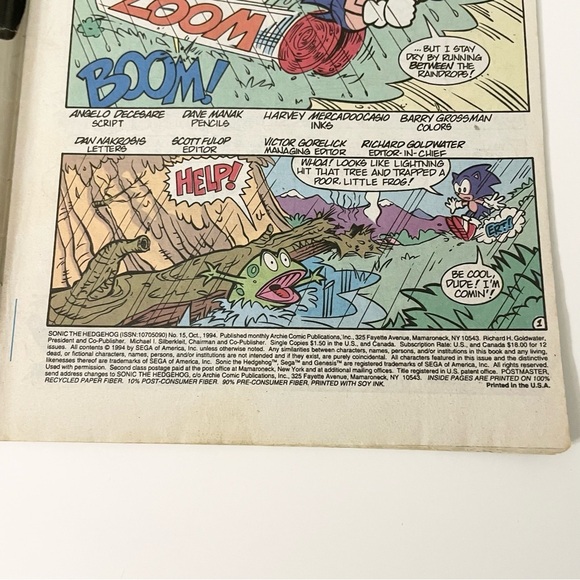 WOOZ
BOOM!
...BUT I STAY
DRY BY RUNNING
BETWEEN THE
RAINDROPS!
ANGELO DECESARE DAVE MANAK HARVEY MERCADOOCASIO BARRY GROSSMAN
SCRIPT PENCILS INKS COLORS
DAN NAKROSIS SCOTT FULOP VICTOR GORELICK RICHARD GOLDWATER
LETTERS EDITOR MANAGING EDITOR EDITOR-IN-CHIEF
HELP!
WHOA! LOOKS LIKE LIGHTNING
HIT THAT TREE AND TRAPPED A
POOR, LITTLE FROG!
ERT!
BE COOL,
DUDE! I'M
COMIN'!
1
SONIC THE HEDGEHOG (ISSN:10705090) No. 15, Oct., 1994. Published monthly Archie Comic Publications, Inc., 325 Fayette Avenue, Mamaroneck, NY 10543. Richard H. Goldwater,
President and Co-Publisher. Michael I. Silberkleit, Chairman and Co-Publisher. Single Copies $1.50 in the U.S., and Canada. Subscription Rate: U.S., and Canada $18.00 for 12
issues. All contents © 1994 by SEGA of America, Inc. unless otherwise noted. Any similarities between characters, names, persons, and/or institutions in this book and any living,
dead, or fictional characters, names, persons, and/or institutions are not intended and if they exist, are purely coincidental. All characters featured in this issue and the distinctive
likenesses thereof are trademarks of SEGA of America, Inc. Sonic the Hedgehog™, Sega™ and Genesis™ are registered trademarks of SEGA of America, Inc. All rights reserved.
Used with permission. Second class postage paid at the post office at Mamaroneck, New York and at additional mailing offices. Title registered in U.S. patent office. POSTMASTER,
send address changes to SONIC THE HEDGEHOG, c/o Archie Comic Publications, Inc., 325 Fayette Avenue, Mamaroneck, NY 10543. INSIDE PAGES ARE PRINTED ON 100%
RECYCLED PAPER FIBER. 10% POST-CONSUMER FIBER. 90% PRE-CONSUMER FIBER, PRINTED WITH SOY INK. Printed in the U.S.A.